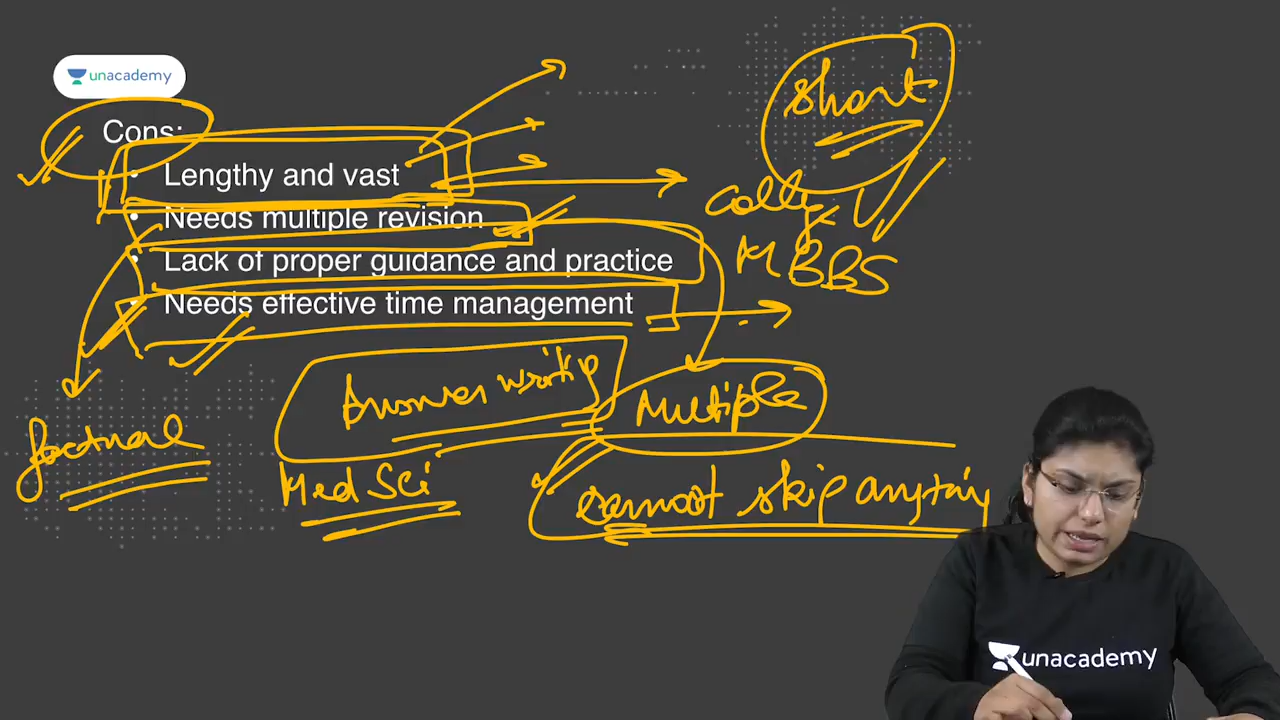 unacademy
Cons:
• Lengthy and vast
• Needs multiple revision
• Lack of proper guidance and practice
• Needs effective time management
short
MBBS
Answer writing
Multiple
factual
Med Sci
cannot skip anything
unacademy